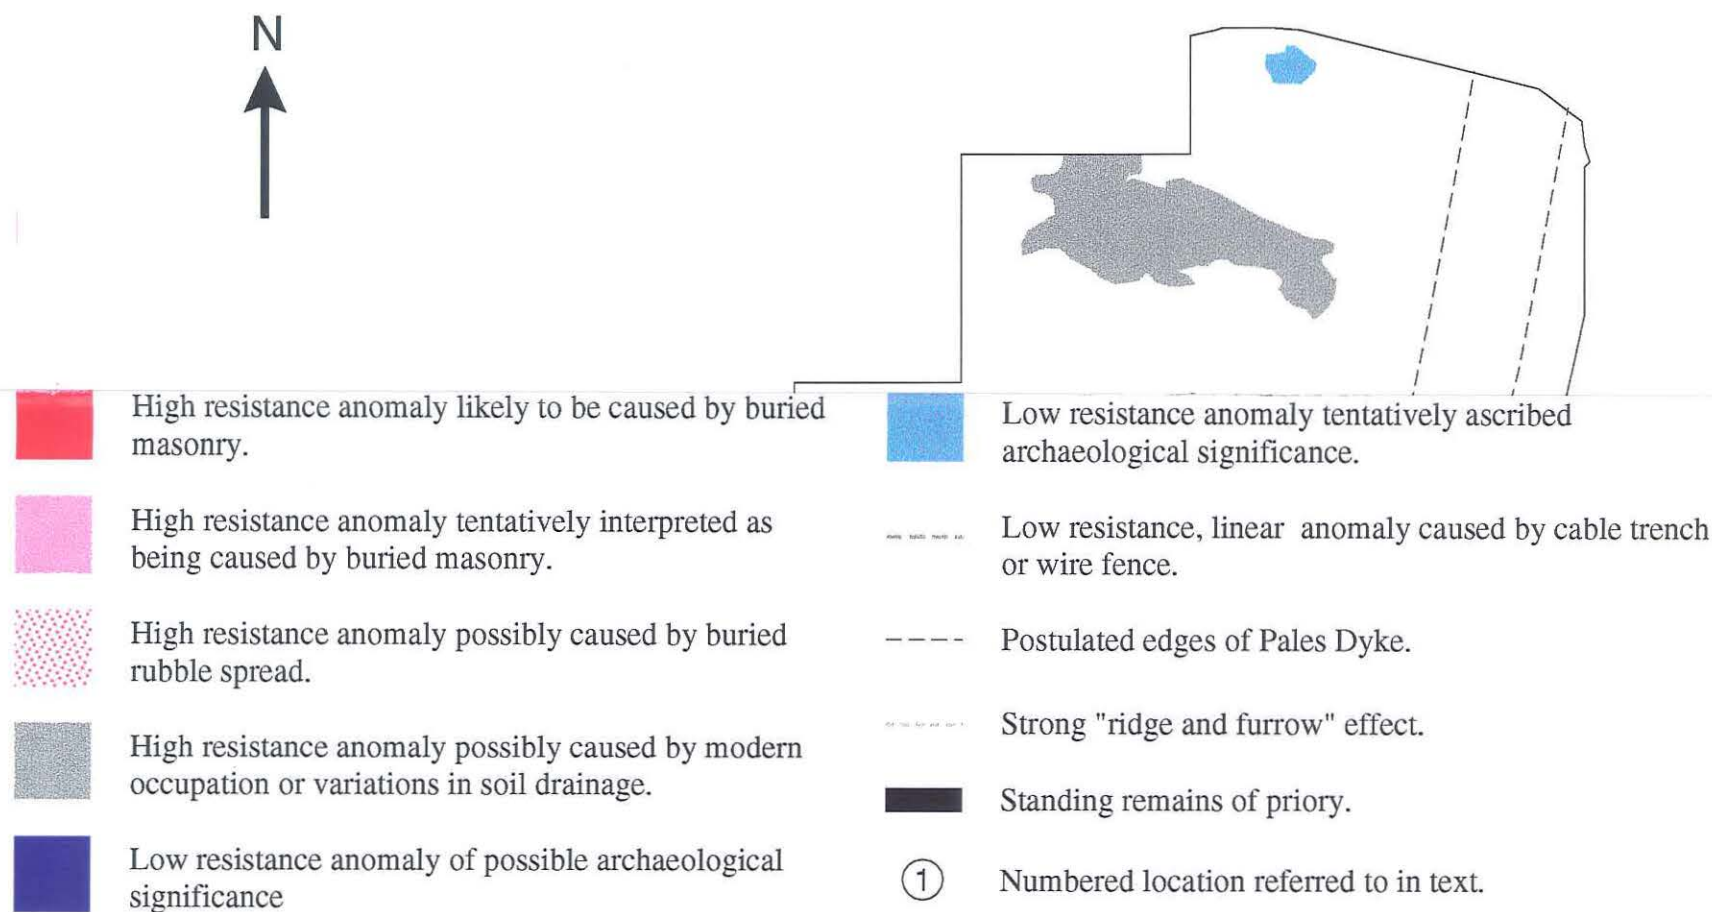 N
High resistance anomaly likely to be caused by buried
masonry.
High resistance anomaly tentatively interpreted as
being caused by buried masonry.
High resistance anomaly possibly caused by buried
rubble spread.
High resistance anomaly possibly caused by modern
occupation or variations in soil drainage.
Low resistance anomaly of possible archaeological
significance
Low resistance anomaly tentatively ascribed
archaeological significance.
Low resistance, linear anomaly caused by cable trench
or wire fence.
Postulated edges of Pales Dyke.
Strong "ridge and furrow" effect.
Standing remains of priory.
1 Numbered location referred to in text.